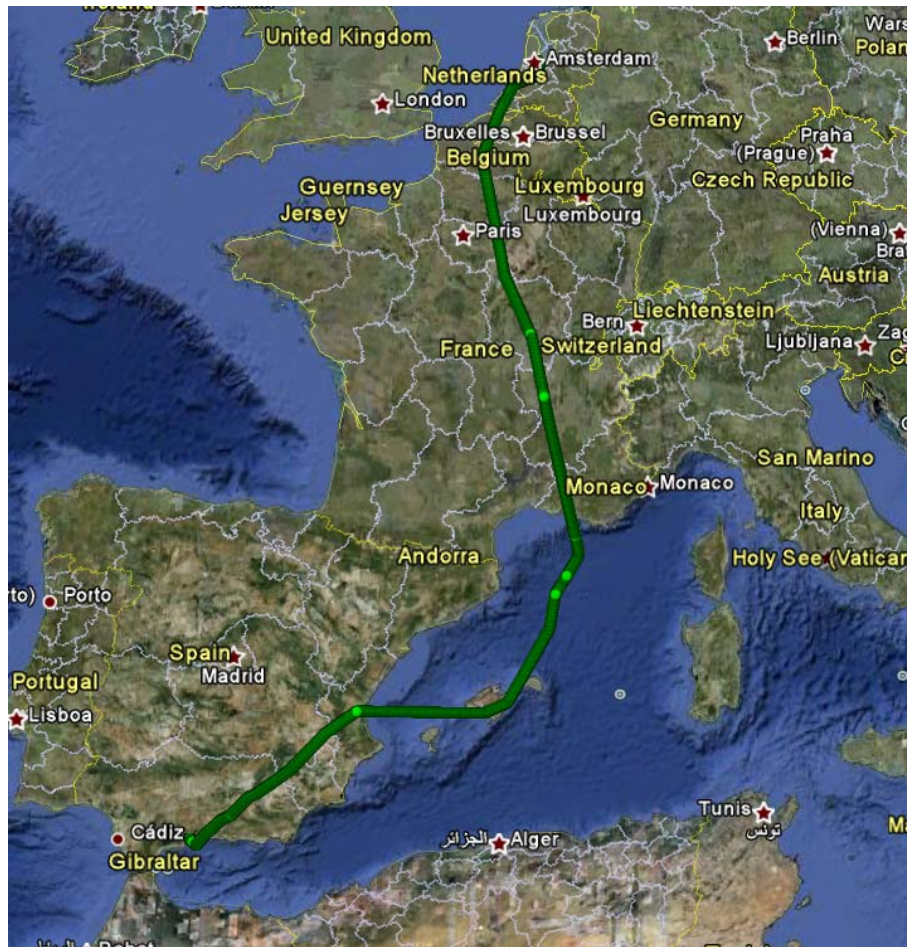 United Kingdom
Amsterdam
Netherlands
Berlin
London
Bruxelles
Brussel
Belgium
Germany
Praha
(Prague)
Czech Republic
Guernsey
Jersey
Luxembourg
Luxembourg
Paris
(Vienna)
Austria
Liechtenstein
Bern
Switzerland
France
Ljubljana
San Marino
Monaco
Monaco
Italy
Andorra
Holy See (Vatican
Porto
Spain
Madrid
Portugal
Lisboa
Tunis
تونس
Cádiz
Gibraltar
الجزائر
Alger